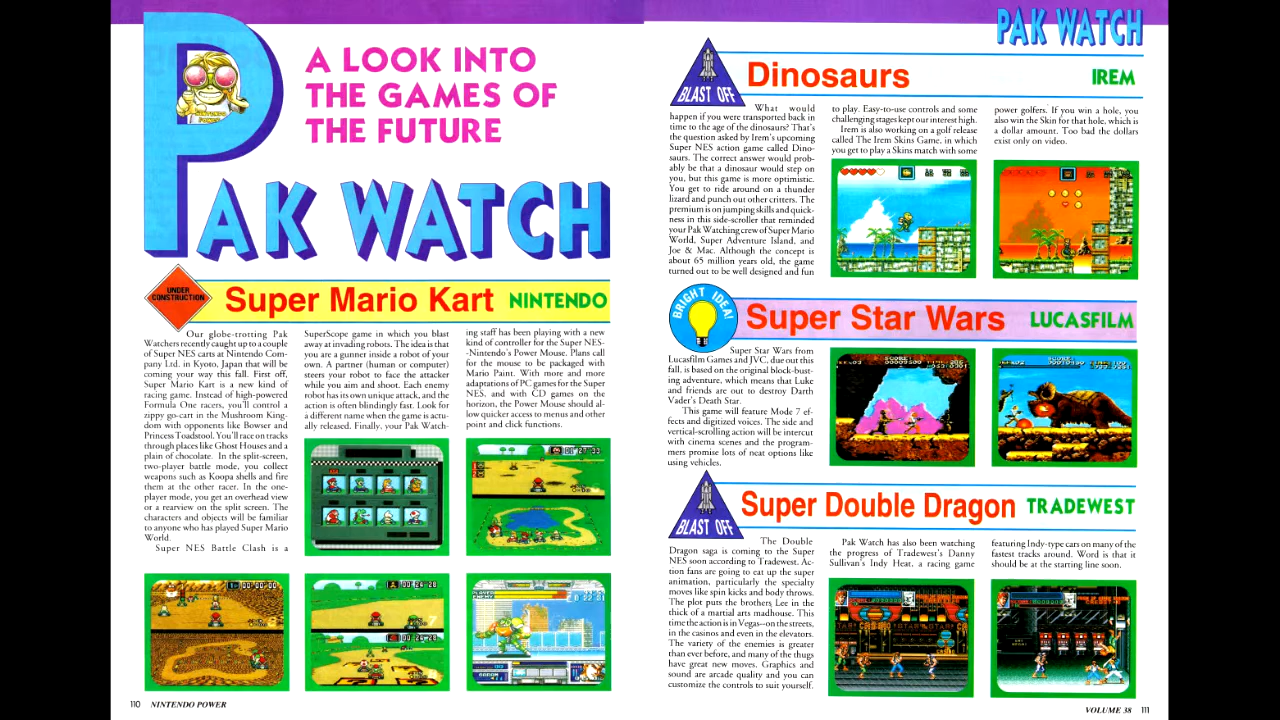 A LOOK INTO
THE GAMES OF
THE FUTURE
PAK WATCH
UNDER
CONSTRUCTION
Super Mario Kart NINTENDO
Our globe-trotting Pak
Watchers recently caught up to a couple
of Super NES carts at Nintendo Com-
pany Ltd. in Kyoto, Japan that will be
coming your way this fall. First off,
Super Mario Kart is a new kind of
racing game. Instead of high-powered
Formula One racers, you'll control a
zippy go-cart in the Mushroom King-
dom with opponents like Bowser and
Princess Toadstool. You'll race on tracks
through places like Ghost Houses and a
plain of chocolate. In the split-screen,
two-player battle mode, you collect
weapons such as Koopa shells and fire
them at the other racer. In the one-
player mode, you get an overhead view
or a rearview on the split screen. The
characters and objects will be familiar
to anyone who has played Super Mario
World.
Super NES Battle Clash is a
SuperScope game in which you blast
away at invading robots. The idea is that
you are a gunner inside a robot of your
own. A partner (human or computer)
steers your robot to face the attacker
while you aim and shoot. Each enemy
robot has its own unique attack, and the
action is often blindingly fast. Look for
a different name when the game is actu-
ally released. Finally, your Pak Watch-
ing staff has been playing with a new
kind of controller for the Super NES-
-Nintendo's Power Mouse. Plans call
for the mouse to be packaged with
Mario Paint. With more and more
adaptations of PC games for the Super
NES, and with CD games on the
horizon, the Power Mouse should al-
low quicker access to menus and other
point and click functions.
110 NINTENDO POWER
PAK WATCH
BLAST OFF
Dinosaurs IREM
What would
happen if you were transported back in
time to the age of the dinosaurs? That's
the question asked by Irem's upcoming
Super NES action game called Dino-
saurs. The correct answer would prob-
ably be that a dinosaur would step on
you, but this game is more optimistic.
You get to ride around on a thunder
lizard and punch out other critters. The
premium is on jumping skills and quick-
ness in this side-scroller that reminded
your Pak Watching crew of Super Mario
World, Super Adventure Island, and
Joe & Mac. Although the concept is
about 65 million years old, the game
turned out to be well designed and fun
to play. Easy-to-use controls and some
challenging stages kept our interest high.
Irem is also working on a golf release
called The Irem Skins Game, in which
you get to play a Skins match with some
power golfers. If you win a hole, you
also win the Skin for that hole, which is
a dollar amount. Too bad the dollars
exist only on video.
BRIGHT IDEA!
Super Star Wars LUCASFILM
Super Star Wars from
Lucasfilm Games and JVC, due out this
fall, is based on the original block-bust-
ing adventure, which means that Luke
and friends are out to destroy Darth
Vader's Death Star.
This game will feature Mode 7 ef-
fects and digitized voices. The side and
vertical-scrolling action will be intercut
with cinema scenes and the program-
mers promise lots of neat options like
using vehicles.
BLAST OFF
Super Double Dragon TRADEWEST
The Double
Dragon saga is coming to the Super
NES soon according to Tradewest. Ac-
tion fans are going to eat up the super
animation, particularly the specialty
moves like spin kicks and body throws.
The plot puts the brothers Lee in the
thick of a martial arts madhouse. This
time the action is in Vegas--on the streets,
in the casinos and even in the elevators.
The variety of the enemies is greater
than ever before, and many of the thugs
have great new moves. Graphics and
sound are arcade quality and you can
customize the controls to suit yourself.
Pak Watch has also been watching
the progress of Tradewest's Danny
Sullivan's Indy Heat, a racing game
featuring Indy-type cars on many of the
fastest tracks around. Word is that it
should be at the starting line soon.
VOLUME 38 111